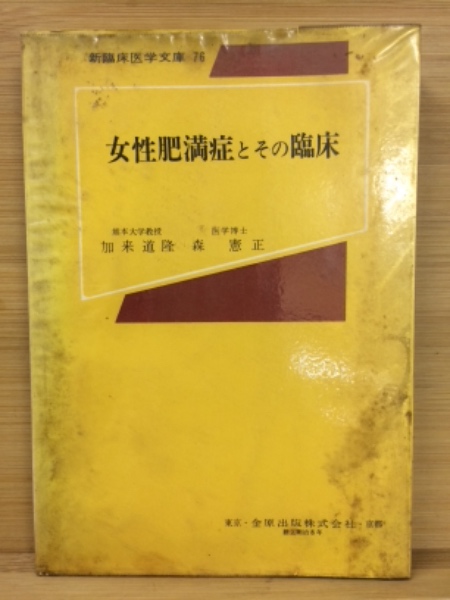 新臨床医学文庫 76
女性肥満症とその臨床
熊本大学教授 医学博士
加来道隆 森 憲正
東京・金原出版株式会社・京都